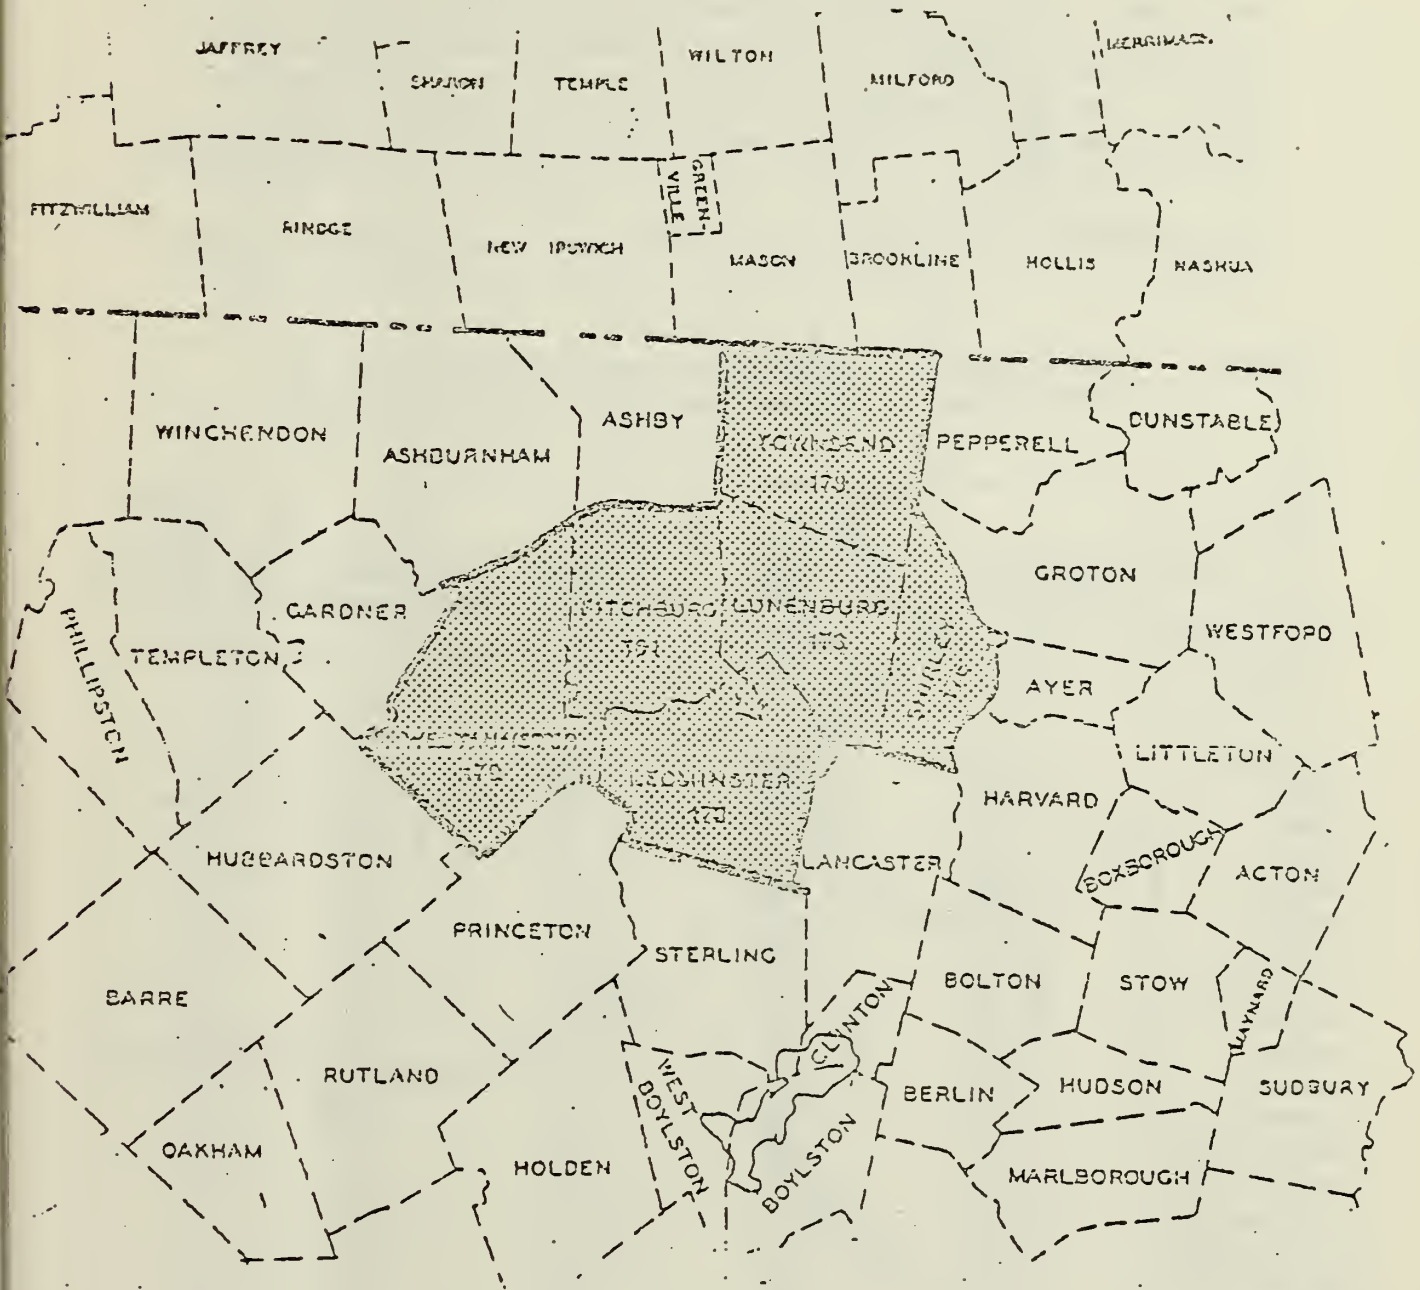 JAFFREY
SHARON
TEMPLE
WILTON
MILFORD
MERRIMACK
FITZWILLIAM
RINDGE
NEW IPSWICH
GREEN-
VILLE
MASON
BROOKLINE
HOLLIS
NASHUA
WINCHENDON
ASHBURNHAM
ASHBY
TOWNSEND
PEPPERELL
DUNSTABLE
PHILLIPSTON
TEMPLETON
GARDNER
FITCHBURG
LUNENBURG
SHIRLEY
GROTON
AYER
WESTFORD
WESTMINSTER
LEOMINSTER
LITTLETON
HARVARD
HUBBARDSTON
LANCASTER
BOXBOROUGH
ACTON
PRINCETON
STERLING
BARRE
BOLTON
STOW
MAYNARD
CLINTON
RUTLAND
WEST
BOYLSTON
BERLIN
HUDSON
SUDBURY
OAKHAM
HOLDEN
BOYLSTON
MARLBOROUGH